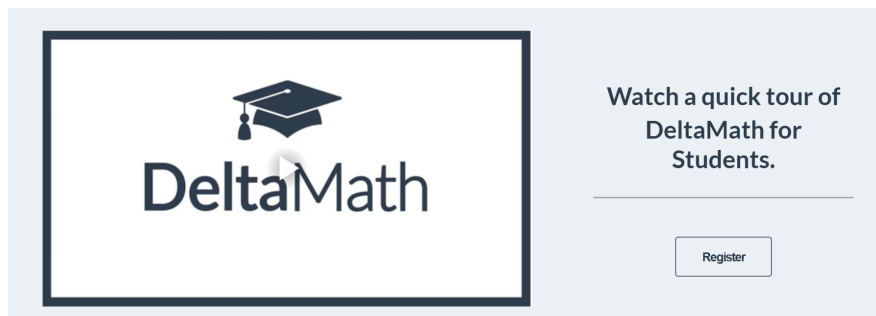 DeltaMath
Watch a quick tour of
DeltaMath for
Students.
Register